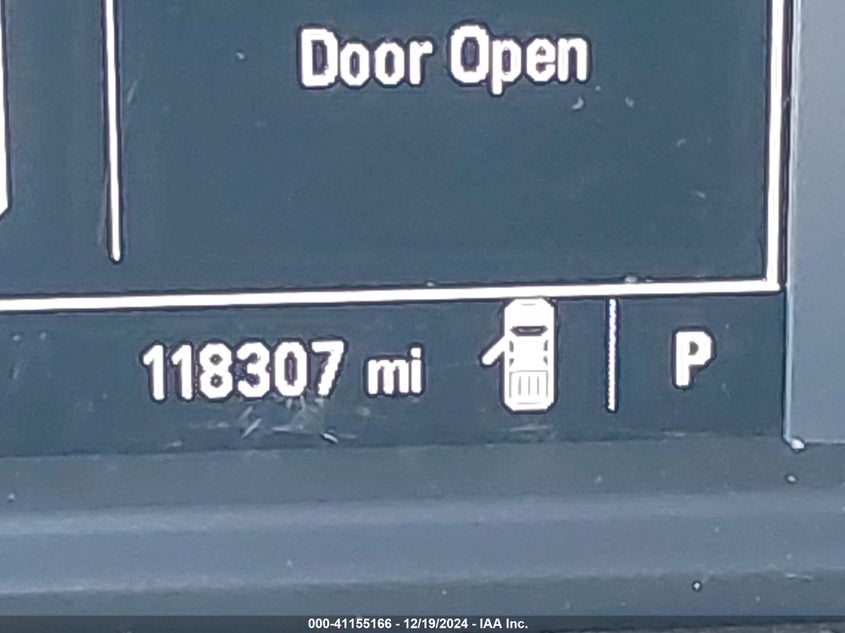 Door Open
118307 mi P
000-41155166 - 12/19/2024 - IAA Inc.